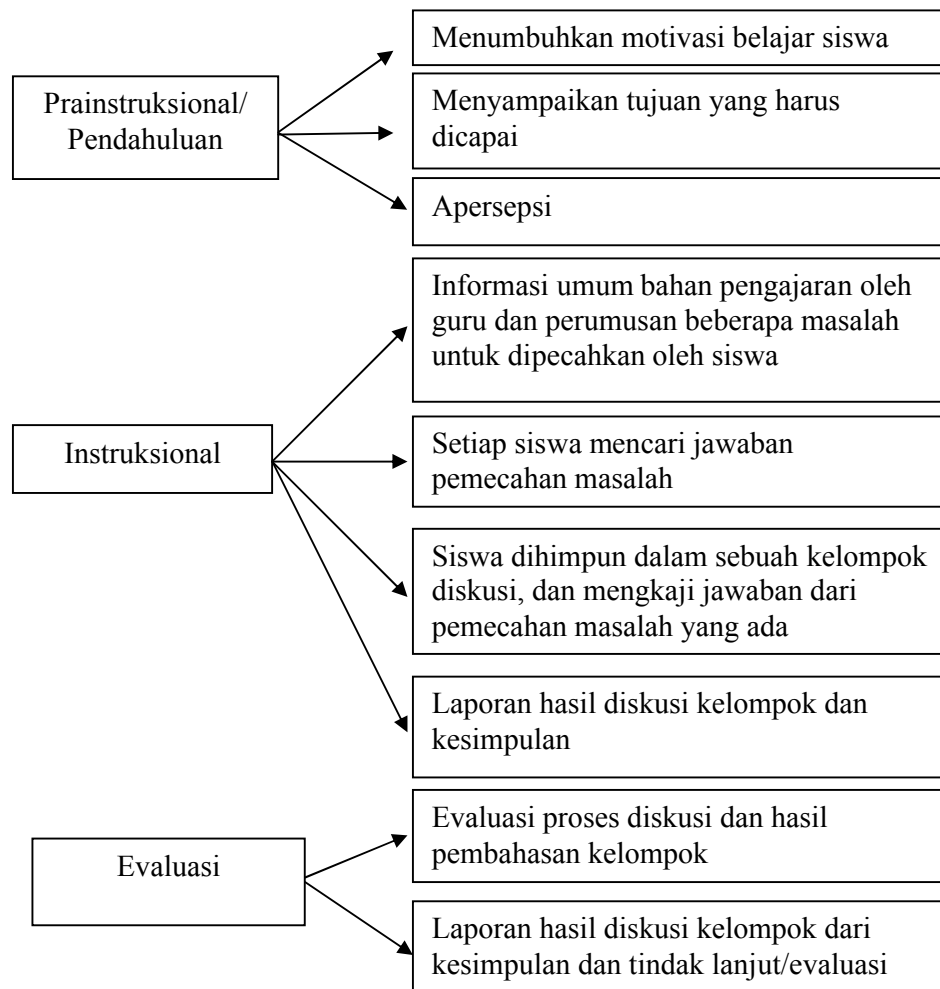 Prainstruksional/
Pendahuluan
Menumbuhkan motivasi belajar siswa
Menyampaikan tujuan yang harus
dicapai
Apersepsi
Instruksional
Informasi umum bahan pengajaran oleh
guru dan perumusan beberapa masalah
untuk dipecahkan oleh siswa
Setiap siswa mencari jawaban
pemecahan masalah
Siswa dihimpun dalam sebuah kelompok
diskusi, dan mengkaji jawaban dari
pemecahan masalah yang ada
Laporan hasil diskusi kelompok dan
kesimpulan
Evaluasi
Evaluasi proses diskusi dan hasil
pembahasan kelompok
Laporan hasil diskusi kelompok dari
kesimpulan dan tindak lanjut/evaluasi